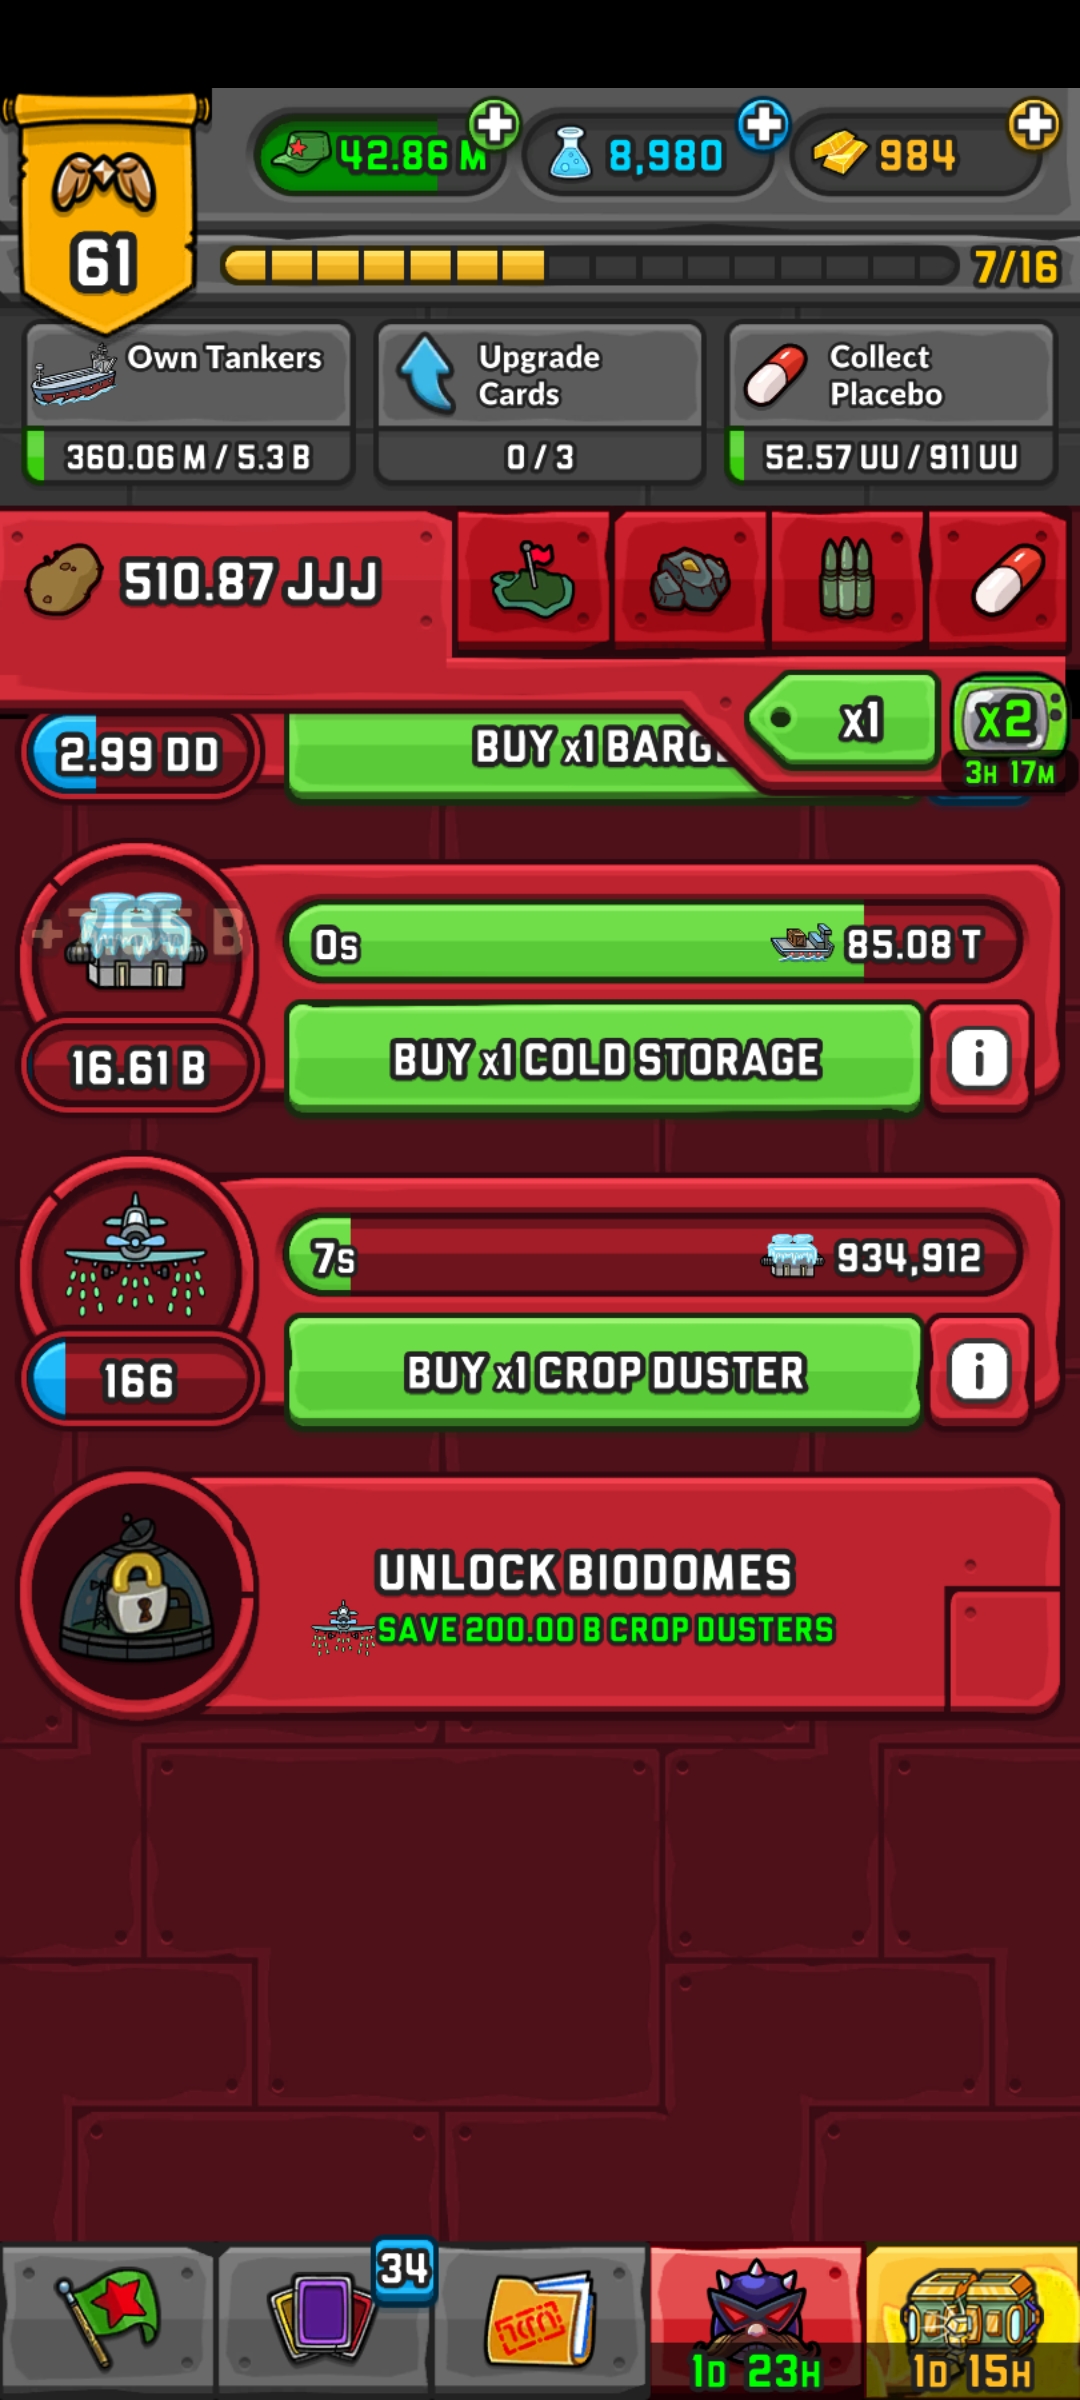 42.86 M
8,980
984
61
7/16
Own Tankers
360.06 M / 5.3 B
Upgrade
Cards
0 / 3
Collect
Placebo
52.57 UU / 911 UU
510.87 JJJ
x1
x2
3H 17M
2.99 DD
BUY x1 BARG
0s
85.08 T
16.61 B
BUY x1 COLD STORAGE
i
7s
934,912
166
BUY x1 CROP DUSTER
i
UNLOCK BIODOMES
SAVE 200.00 B CROP DUSTERS
34
1D 23H
1D 15H